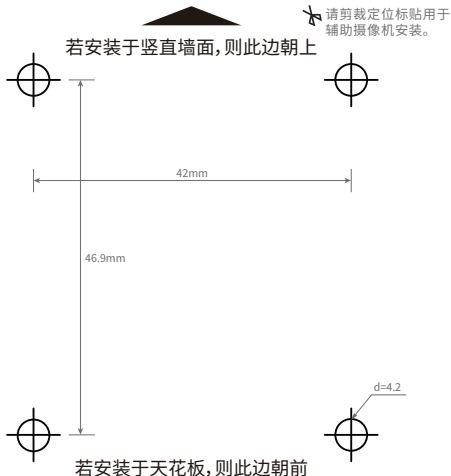 请剪裁定位标贴用于
辅助摄像机安装。
若安装于竖直墙面，则此边朝上
42mm
46.9mm
d=4.2
若安装于天花板，则此边朝前